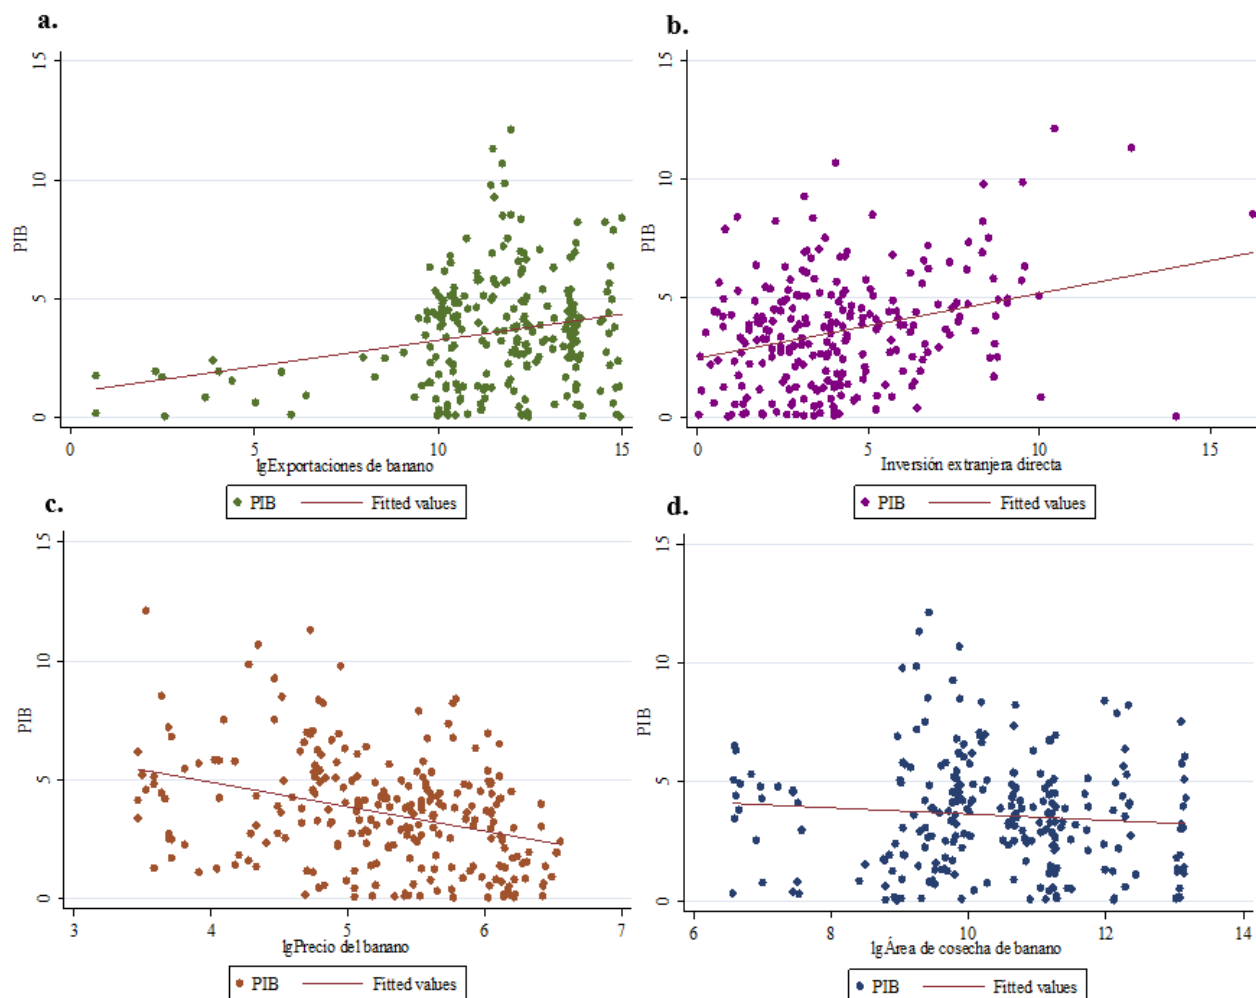 a.
15
10
5
0
PIB
0 5 10 15
lgExportaciones de banano
PIB Fitted values
b.
15
10
5
0
PIB
0 5 10 15
Inversión extranjera directa
PIB Fitted values
c.
15
10
5
0
PIB
3 4 5 6 7
lgPrecio del banano
PIB Fitted values
d.
15
10
5
0
PIB
6 8 10 12 14
lgÁrea de cosecha de banano
PIB Fitted values